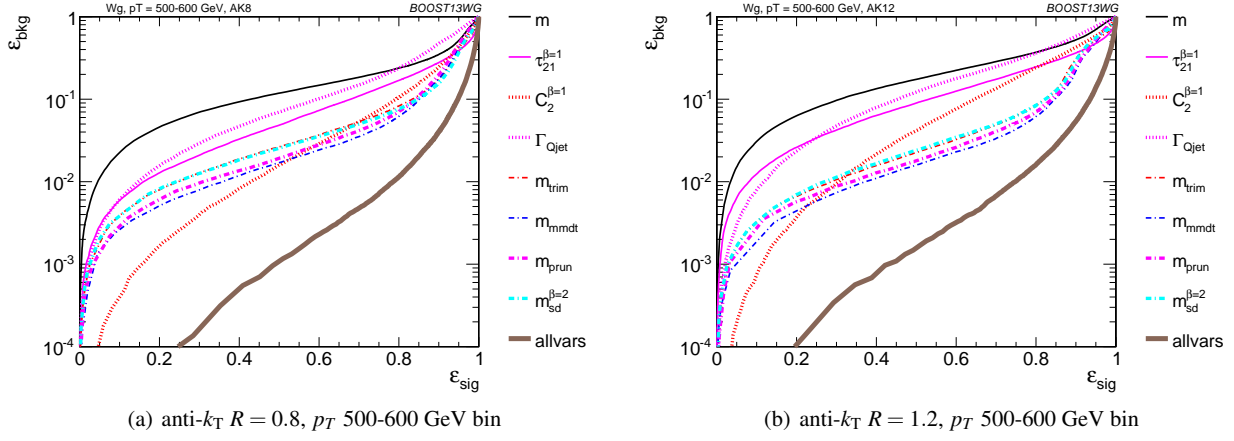 Wg, pT = 500-600 GeV, AK8
BOOST13WG
ε_bkg
1
10^-1
10^-2
10^-3
10^-4
0
0.2
0.4
0.6
0.8
1
ε_sig
m
τ_21^β=1
C_2^β=1
Γ_Qjet
m_trim
m_mmdt
m_prun
m_sd^β=2
allvars
(a) anti-k_T R = 0.8, p_T 500-600 GeV bin
Wg, pT = 500-600 GeV, AK12
BOOST13WG
ε_bkg
1
10^-1
10^-2
10^-3
10^-4
0
0.2
0.4
0.6
0.8
1
ε_sig
m
τ_21^β=1
C_2^β=1
Γ_Qjet
m_trim
m_mmdt
m_prun
m_sd^β=2
allvars
(b) anti-k_T R = 1.2, p_T 500-600 GeV bin